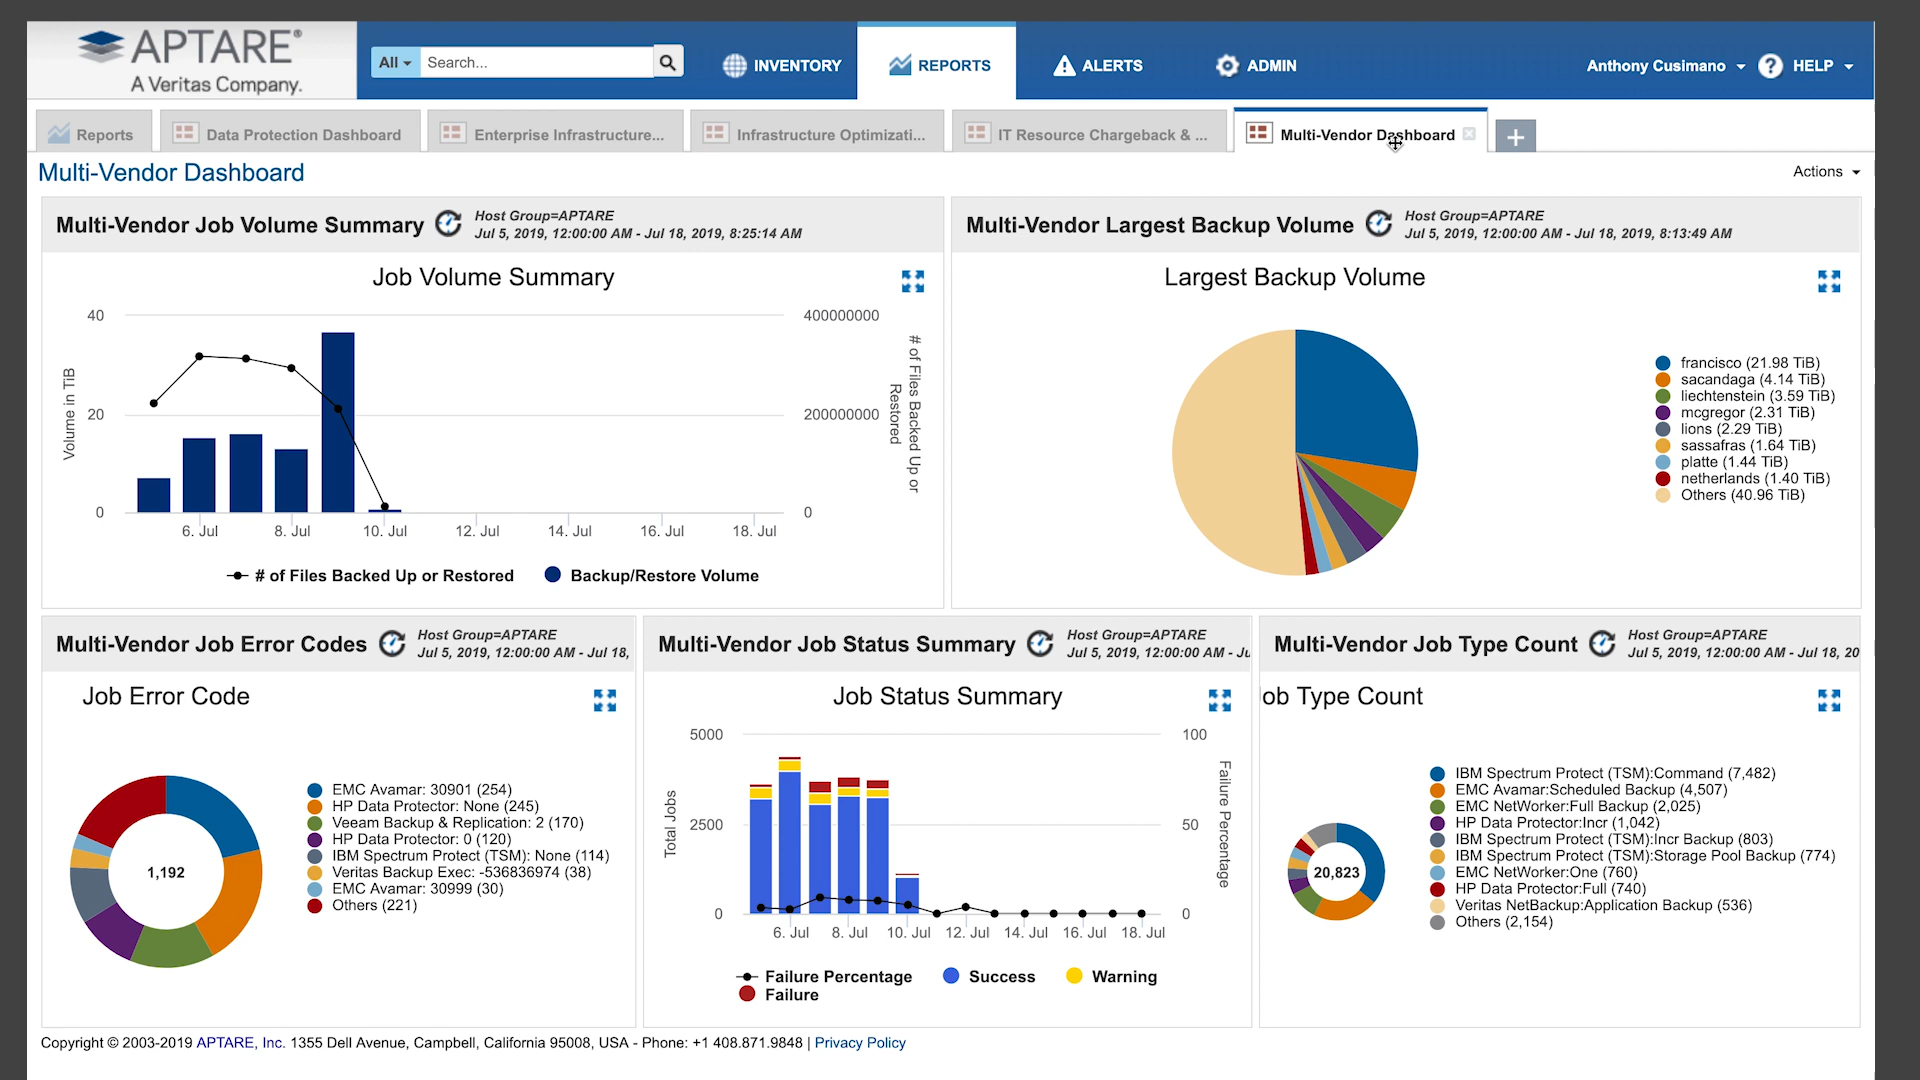 APTARE®
A Veritas Company.
All
Search...
INVENTORY
REPORTS
ALERTS
ADMIN
Anthony Cusimano
? HELP
Reports
Data Protection Dashboard
Enterprise Infrastructure...
Infrastructure Optimizati...
IT Resource Chargeback & ...
Multi-Vendor Dashboard
+
Multi-Vendor Dashboard
Actions
Multi-Vendor Job Volume Summary
Host Group=APTARE
Jul 5, 2019, 12:00:00 AM - Jul 18, 2019, 8:25:14 AM
Job Volume Summary
40
20
0
Volume in TiB
400000000
200000000
0
# of Files Backed Up or
Restored
6. Jul
8. Jul
10. Jul
12. Jul
14. Jul
16. Jul
18. Jul
# of Files Backed Up or Restored
Backup/Restore Volume
Multi-Vendor Largest Backup Volume
Host Group=APTARE
Jul 5, 2019, 12:00:00 AM - Jul 18, 2019, 8:13:49 AM
Largest Backup Volume
francisco (21.98 TiB)
sacandaga (4.14 TiB)
liechtenstein (3.59 TiB)
mcgregor (2.31 TiB)
lions (2.29 TiB)
sassafras (1.64 TiB)
platte (1.44 TiB)
netherlands (1.40 TiB)
Others (40.96 TiB)
Multi-Vendor Job Error Codes
Host Group=APTARE
Jul 5, 2019, 12:00:00 AM - Jul 18,
Job Error Code
1,192
EMC Avamar: 30901 (254)
HP Data Protector: None (245)
Veeam Backup & Replication: 2 (170)
HP Data Protector: 0 (120)
IBM Spectrum Protect (TSM): None (114)
Veritas Backup Exec: -536836974 (38)
EMC Avamar: 30999 (30)
Others (221)
Multi-Vendor Job Status Summary
Host Group=APTARE
Jul 5, 2019, 12:00:00 AM - Ju
Job Status Summary
5000
2500
0
Total Jobs
100
50
0
Failure Percentage
6. Jul
8. Jul
10. Jul
12. Jul
14. Jul
16. Jul
18. Jul
Failure Percentage
Success
Warning
Failure
Multi-Vendor Job Type Count
Host Group=APTARE
Jul 5, 2019, 12:00:00 AM - Jul 18, 20
ob Type Count
20,823
IBM Spectrum Protect (TSM):Command (7,482)
EMC Avamar:Scheduled Backup (4,507)
EMC NetWorker:Full Backup (2,025)
HP Data Protector:Incr (1,042)
IBM Spectrum Protect (TSM):Incr Backup (803)
IBM Spectrum Protect (TSM):Storage Pool Backup (774)
EMC NetWorker:One (760)
HP Data Protector:Full (740)
Veritas NetBackup:Application Backup (536)
Others (2,154)
Copyright © 2003-2019 APTARE, Inc. 1355 Dell Avenue, Campbell, California 95008, USA - Phone: +1 408.871.9848 | Privacy Policy